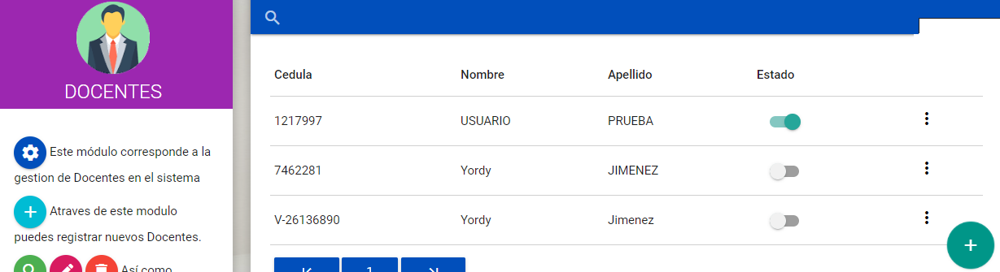 DOCENTES
Este módulo corresponde a la
gestion de Docentes en el sistema
Atraves de este modulo
puedes registrar nuevos Docentes.
Así como
Cedula Nombre Apellido Estado
1217997 USUARIO PRUEBA
7462281 Yordy JIMENEZ
V-26136890 Yordy Jimenez
1